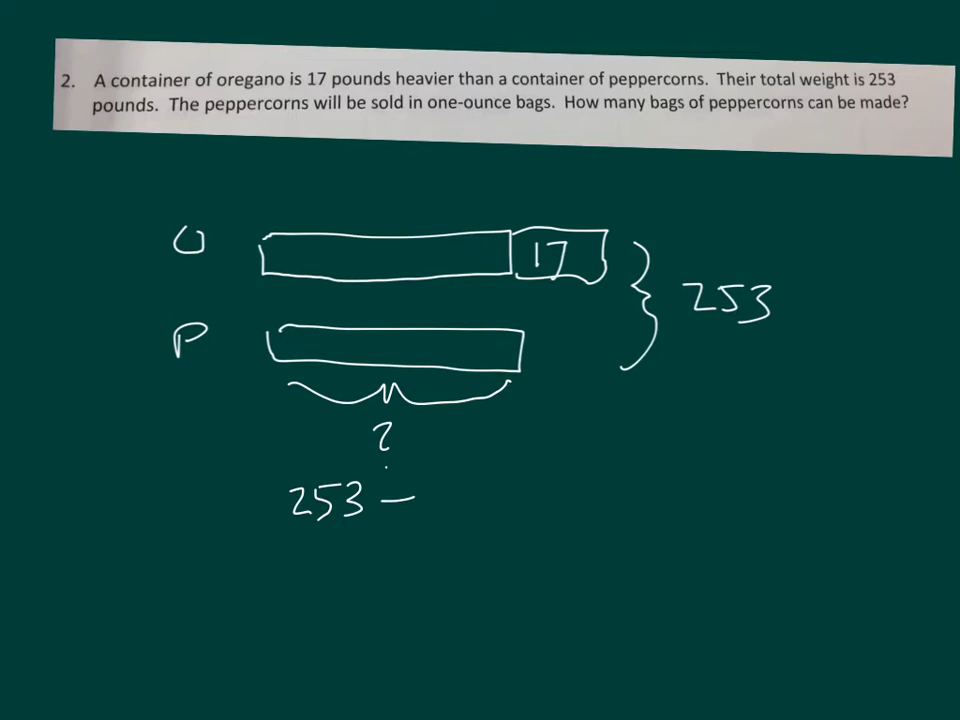 2. A container of oregano is 17 pounds heavier than a container of peppercorns. Their total weight is 253
pounds. The peppercorns will be sold in one-ounce bags. How many bags of peppercorns can be made?
O 17
253
P
?
253 –